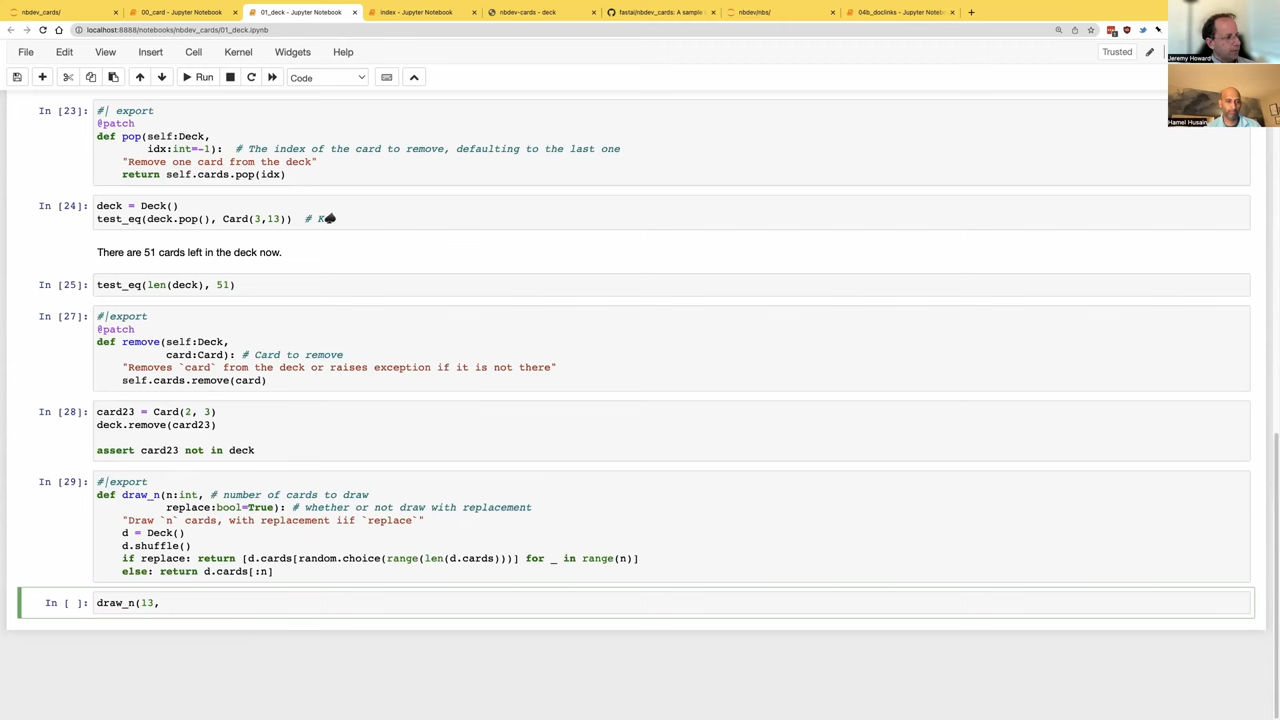 nbdev_cards/
00_card - Jupyter Notebook
01_deck - Jupyter Notebook
index - Jupyter Notebook
nbdev-cards - deck
fastai/nbdev_cards: A sample
nbdev/nbs/
04b_doclinks - Jupyter Notebo
localhost:8888/notebooks/nbdev_cards/01_deck.ipynb
File Edit View Insert Cell Kernel Widgets Help
Trusted
Run
Code
Jeremy Howard
Hamel Husain
In [23]:
#| export
@patch
def pop(self:Deck,
idx:int=-1): # The index of the card to remove, defaulting to the last one
"Remove one card from the deck"
return self.cards.pop(idx)
In [24]:
deck = Deck()
test_eq(deck.pop(), Card(3,13)) # K♠
There are 51 cards left in the deck now.
In [25]:
test_eq(len(deck), 51)
In [27]:
#|export
@patch
def remove(self:Deck,
card:Card): # Card to remove
"Removes `card` from the deck or raises exception if it is not there"
self.cards.remove(card)
In [28]:
card23 = Card(2, 3)
deck.remove(card23)
assert card23 not in deck
In [29]:
#|export
def draw_n(n:int, # number of cards to draw
replace:bool=True): # whether or not draw with replacement
"Draw `n` cards, with replacement iif `replace`"
d = Deck()
d.shuffle()
if replace: return [d.cards[random.choice(range(len(d.cards)))] for _ in range(n)]
else: return d.cards[:n]
In [ ]:
draw_n(13,